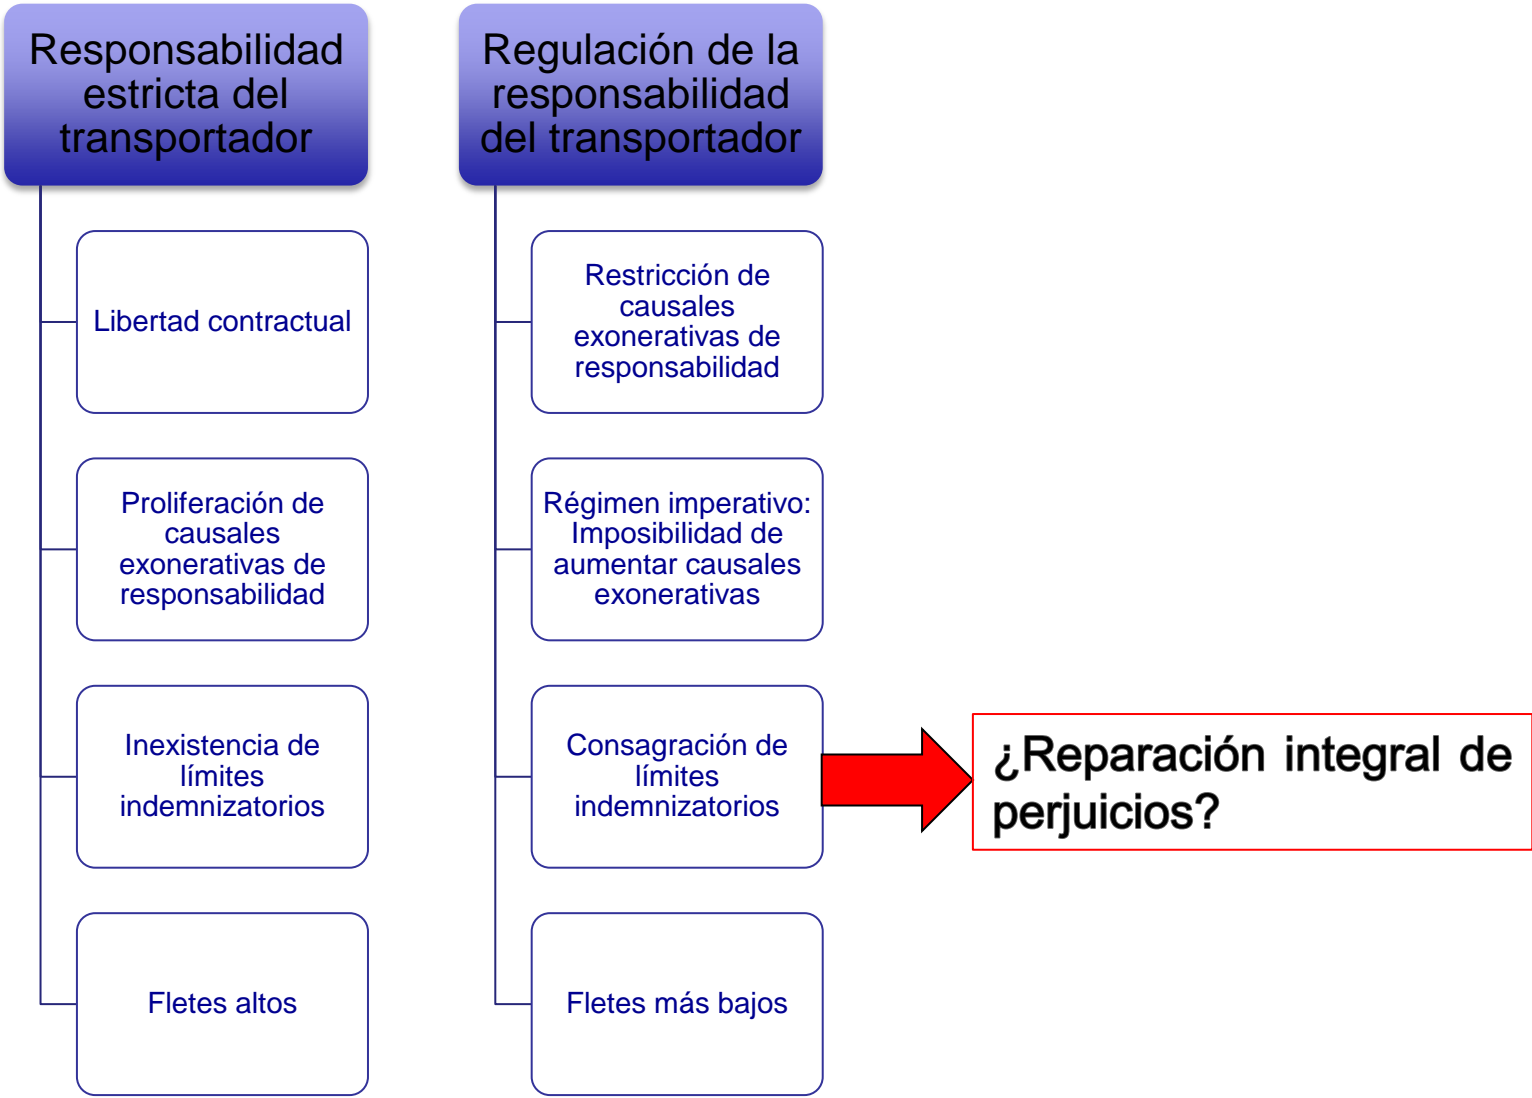 Responsabilidad
estricta del
transportador
Libertad contractual
Proliferación de
causales
exonerativas de
responsabilidad
Inexistencia de
límites
indemnizatorios
Fletes altos
Regulación de la
responsabilidad
del transportador
Restricción de
causales
exonerativas de
responsabilidad
Régimen imperativo:
Imposibilidad de
aumentar causales
exonerativas
Consagración de
límites
indemnizatorios
Fletes más bajos
¿Reparación integral de
perjuicios?